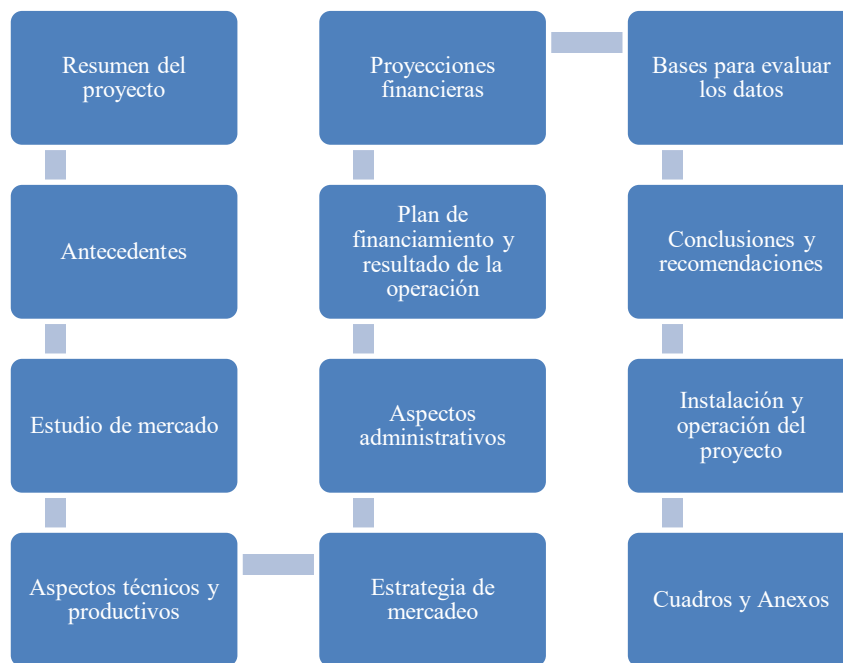 Resumen del
proyecto
Antecedentes
Estudio de mercado
Aspectos técnicos y
productivos
Estrategia de
mercadeo
Aspectos
administrativos
Plan de
financiamiento y
resultado de la
operación
Proyecciones
financieras
Bases para evaluar
los datos
Conclusiones y
recomendaciones
Instalación y
operación del
proyecto
Cuadros y Anexos